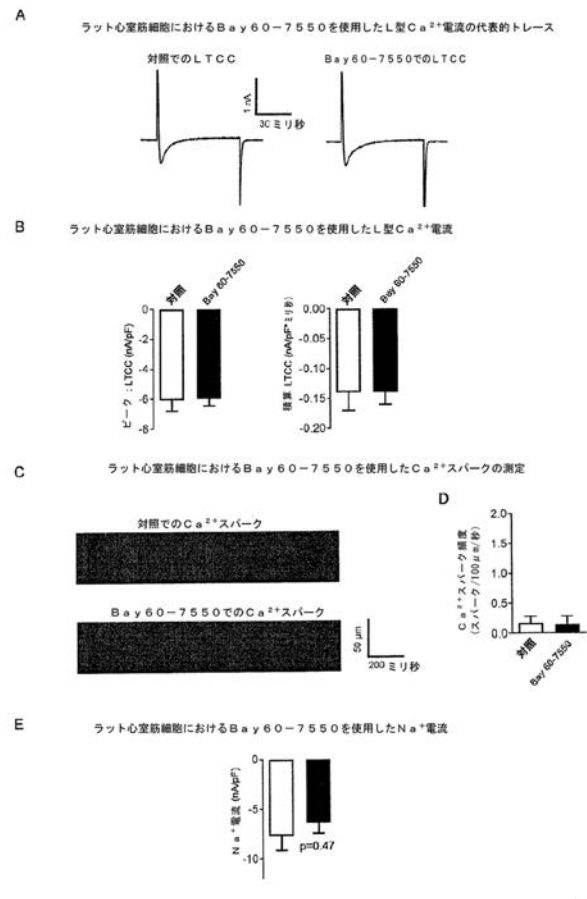 A
ラット心室筋細胞におけるBay60-7550を使用したL型Ca²⁺電流の代表的トレース
対照でのLTCC
Bay60-7550でのLTCC
1 nA
30ミリ秒
B
ラット心室筋細胞におけるBay60-7550を使用したL型Ca²⁺電流
対照
Bay 60-7550
ピーク:LTCC (nA/pF)
0
-2
-4
-6
-8
対照
Bay 60-7550
積算 LTCC (nA/pF*ミリ秒)
0.00
-0.05
-0.10
-0.15
-0.20
C
ラット心室筋細胞におけるBay60-7550を使用したCa²⁺スパークの測定
対照でのCa²⁺スパーク
Bay60-7550でのCa²⁺スパーク
50 μm
200 ミリ秒
D
Ca²⁺スパーク頻度
(スパーク/100μm/秒)
2.0
1.5
1.0
0.5
0.0
対照
Bay 60-7550
E
ラット心室筋細胞におけるBay60-7550を使用したNa⁺電流
Na⁺電流 (nA/pF)
0
-5
-10
p=0.47